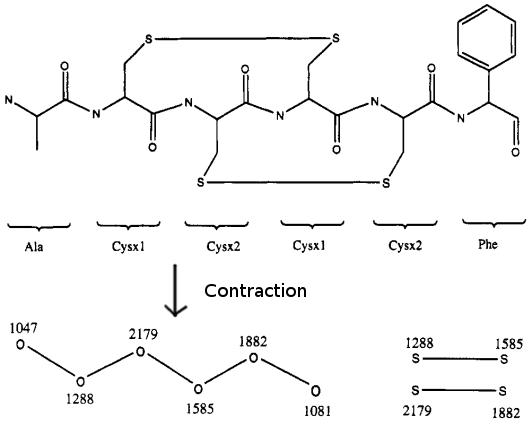 S S
O O O
N N N
N N N
O O O
S S
Ala Cysx1 Cysx2 Cysx1 Cysx2 Phe
Contraction
1047 2179 1882 1288 1585
O O O S S
O O O S S
1288 1585 1081 2179 1882